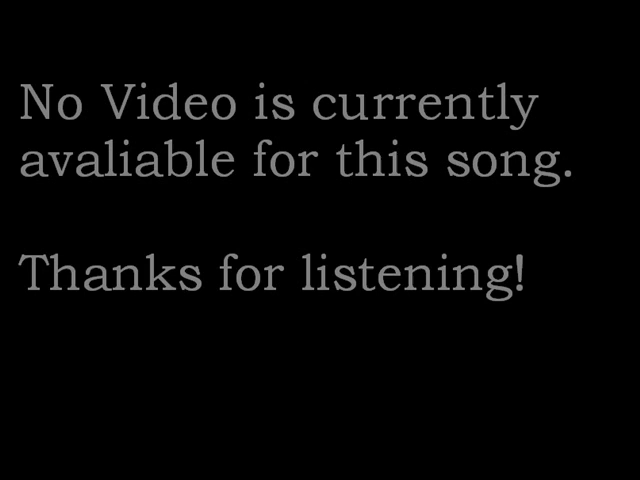 No Video is currently
avaliable for this song.
Thanks for listening!